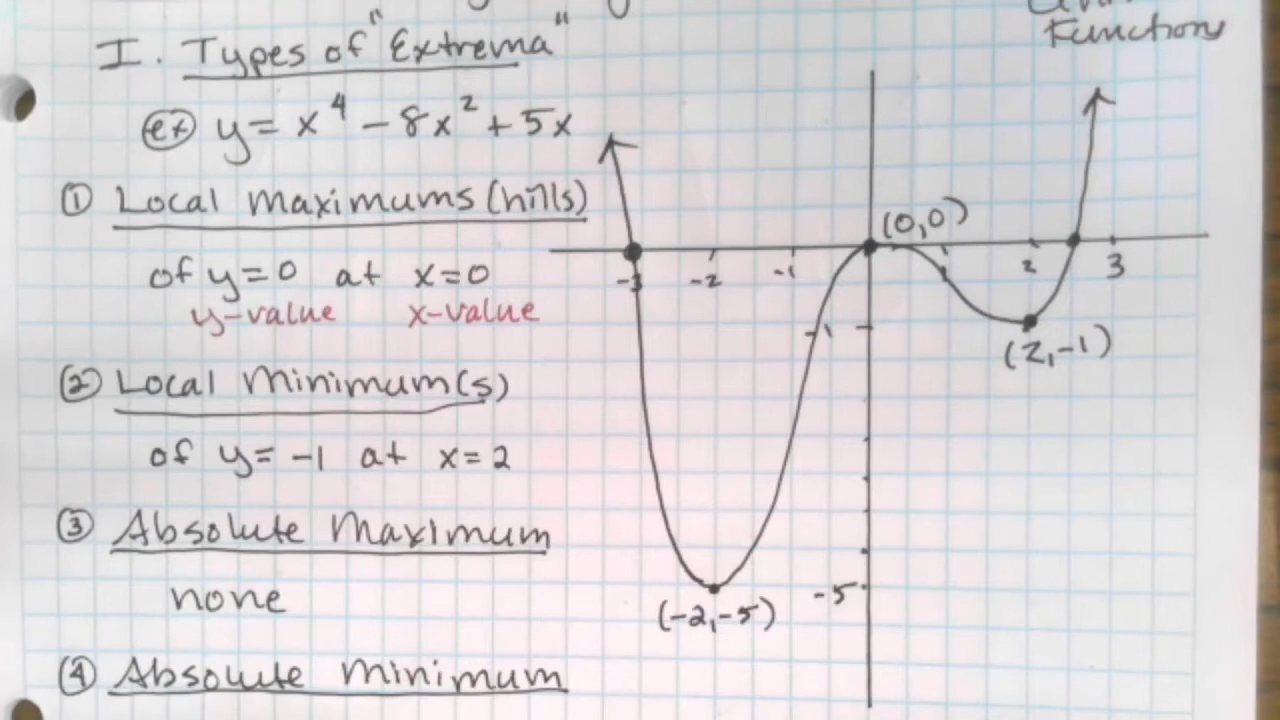 Functions
I. Types of "Extrema"
ex y = x⁴ - 8x² + 5x
① Local Maximums (hills)
of y = 0 at x = 0
y-value x-value
② Local Minimum(s)
of y = -1 at x = 2
③ Absolute Maximum
none
④ Absolute Minimum
(0,0)
-3 -2 -1 2 3
-1
(2,-1)
-5
(-2,-5)